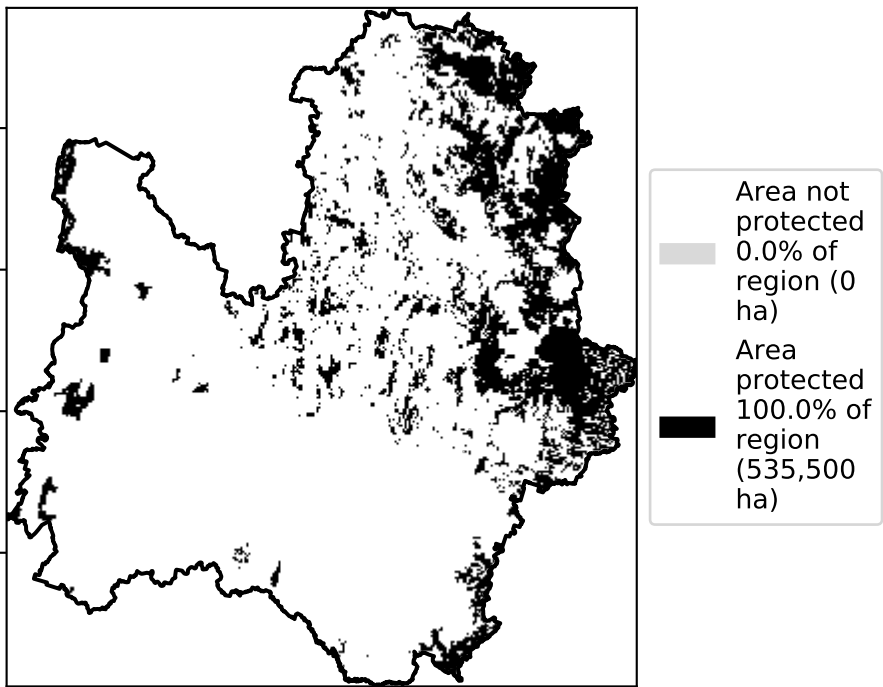 Area not
protected
0.0% of
region (0
ha)
Area
protected
100.0% of
region
(535,500
ha)